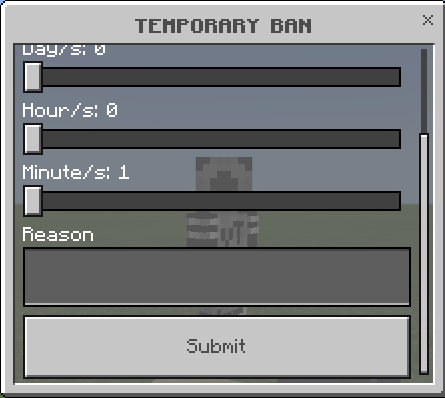 TEMPORARY BAN
Day/s: 0
Hour/s: 0
Minute/s: 1
Reason
Submit